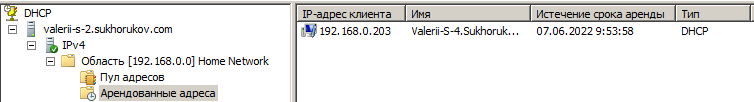 DHCP
valerii-s-2.sukhorukov.com
IPv4
Область [192.168.0.0] Home Network
Пул адресов
Арендованные адреса
IP-адрес клиента Имя Истечение срока аренды Тип
192.168.0.203 Valerii-S-4.Sukhoruk... 07.06.2022 9:53:58 DHCP